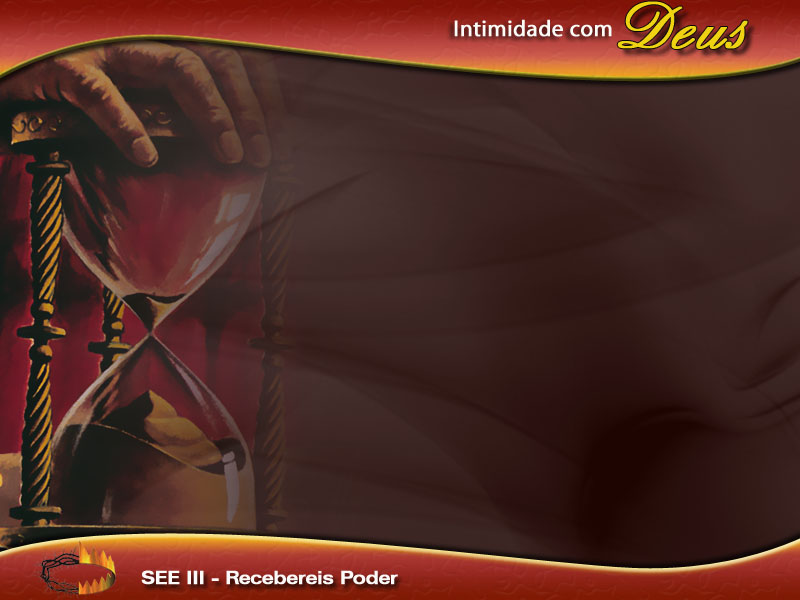 Intimidade com Deus
SEE III - Recebereis Poder